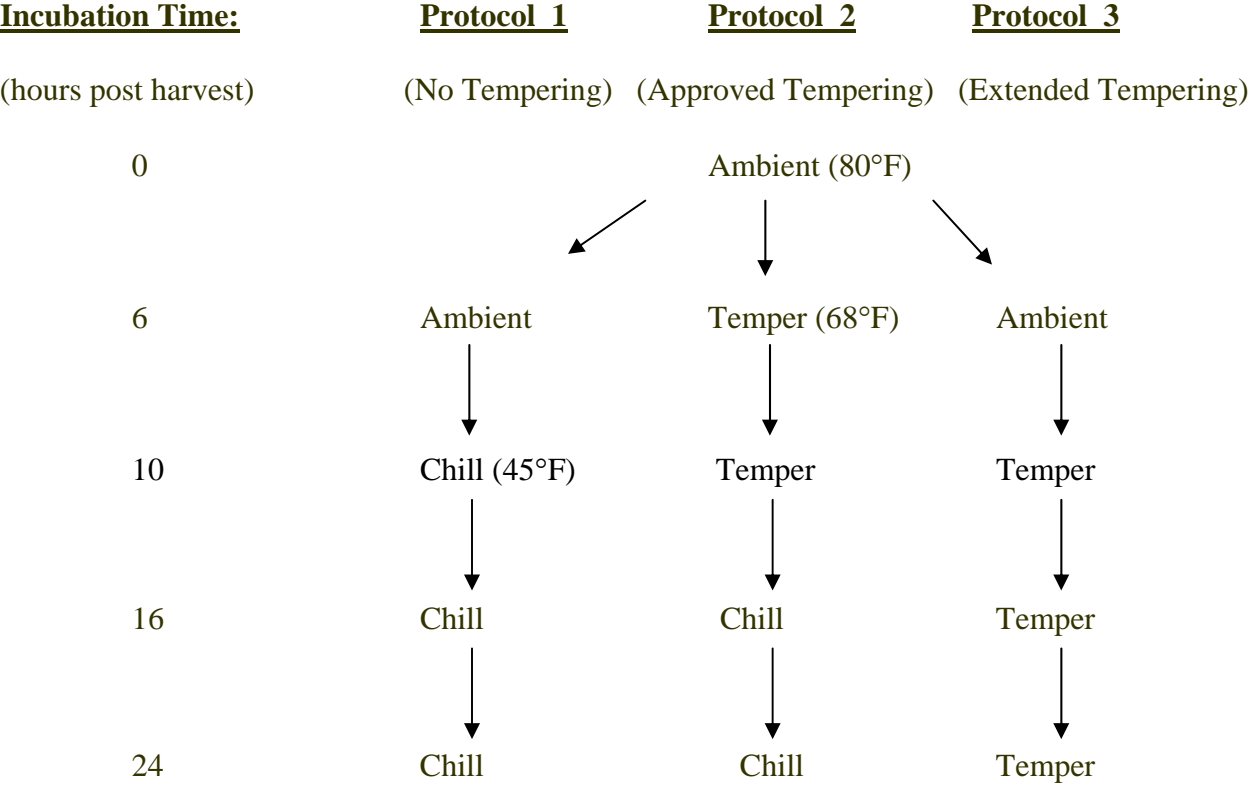 Incubation Time: Protocol 1 Protocol 2 Protocol 3
(hours post harvest) (No Tempering) (Approved Tempering) (Extended Tempering)
0 Ambient (80°F)
6 Ambient Temper (68°F) Ambient
10 Chill (45°F) Temper Temper
16 Chill Chill Temper
24 Chill Chill Temper